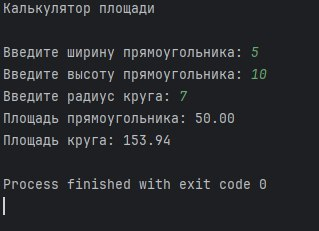 Калькулятор площади
Введите ширину прямоугольника: 5
Введите высоту прямоугольника: 10
Введите радиус круга: 7
Площадь прямоугольника: 50.00
Площадь круга: 153.94
Process finished with exit code 0